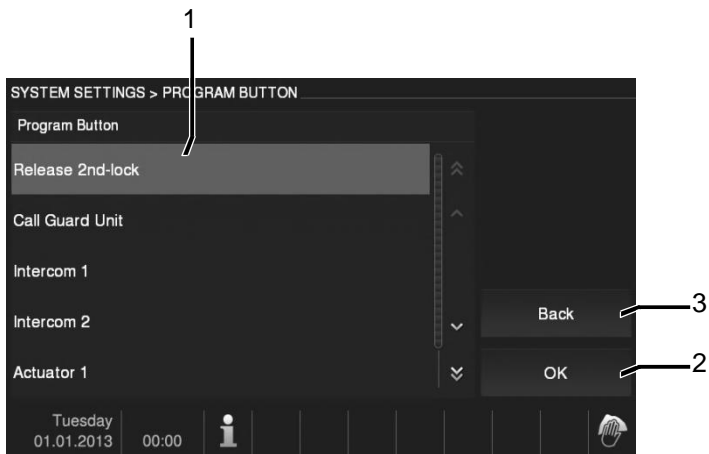 1
SYSTEM SETTINGS > PROGRAM BUTTON
Program Button
Release 2nd-lock
Call Guard Unit
Intercom 1
Intercom 2
Back
3
Actuator 1
OK
2
Tuesday
01.01.2013
00:00